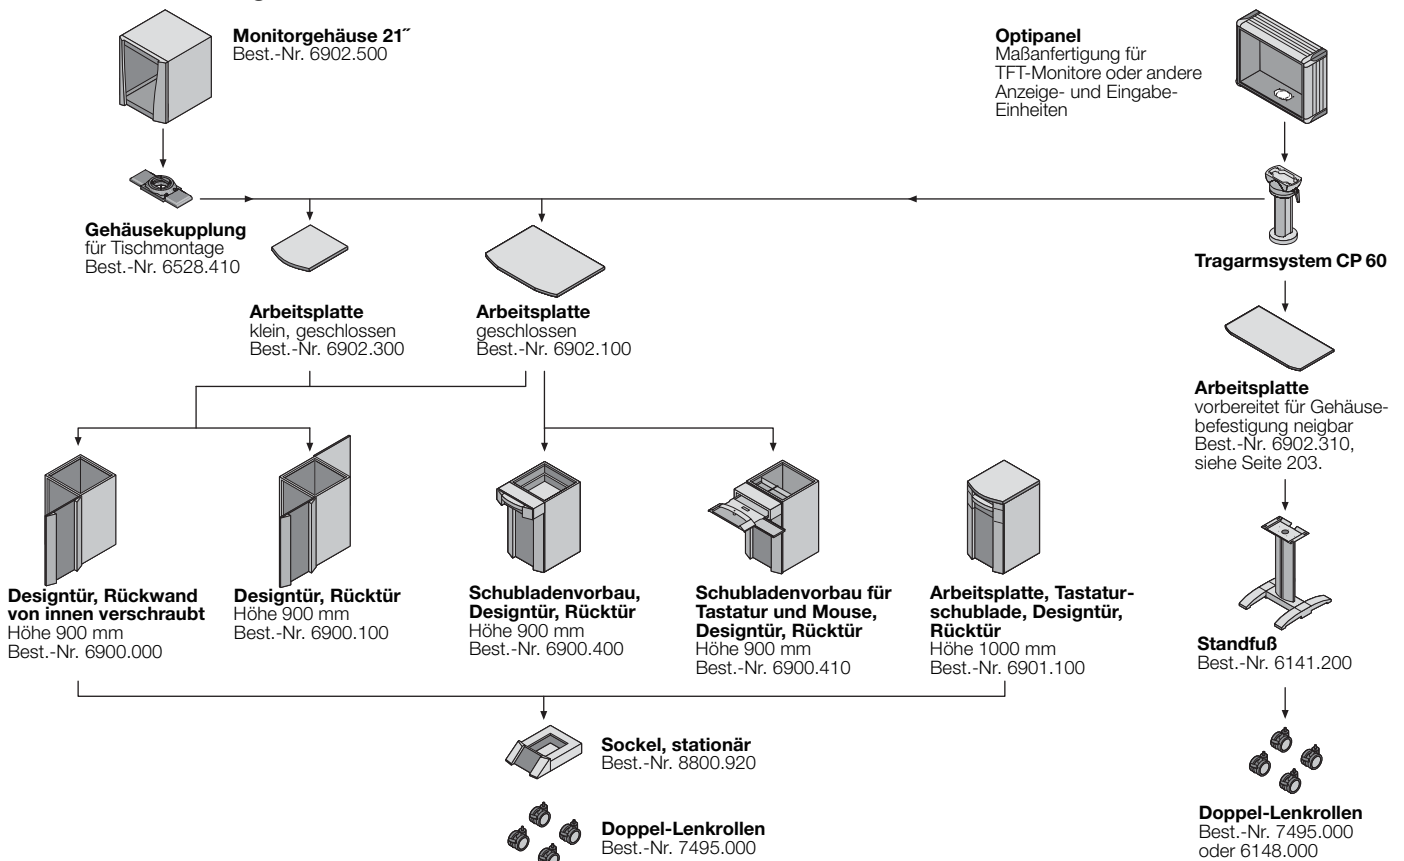 Monitorgehäuse 21˝
Best.-Nr. 6902.500
Optipanel
Maßanfertigung für
TFT-Monitore oder andere
Anzeige- und Eingabe-
Einheiten
Gehäusekupplung
für Tischmontage
Best.-Nr. 6528.410
Tragarmsystem CP 60
Arbeitsplatte
klein, geschlossen
Best.-Nr. 6902.300
Arbeitsplatte
geschlossen
Best.-Nr. 6902.100
Arbeitsplatte
vorbereitet für Gehäuse-
befestigung neigbar
Best.-Nr. 6902.310,
siehe Seite 203.
Designtür, Rückwand
von innen verschraubt
Höhe 900 mm
Best.-Nr. 6900.000
Designtür, Rücktür
Höhe 900 mm
Best.-Nr. 6900.100
Schubladenvorbau,
Designtür, Rücktür
Höhe 900 mm
Best.-Nr. 6900.400
Schubladenvorbau für
Tastatur und Mouse,
Designtür, Rücktür
Höhe 900 mm
Best.-Nr. 6900.410
Arbeitsplatte, Tastatur-
schublade, Designtür,
Rücktür
Höhe 1000 mm
Best.-Nr. 6901.100
Standfuß
Best.-Nr. 6141.200
Sockel, stationär
Best.-Nr. 8800.920
Doppel-Lenkrollen
Best.-Nr. 7495.000
Doppel-Lenkrollen
Best.-Nr. 7495.000
oder 6148.000